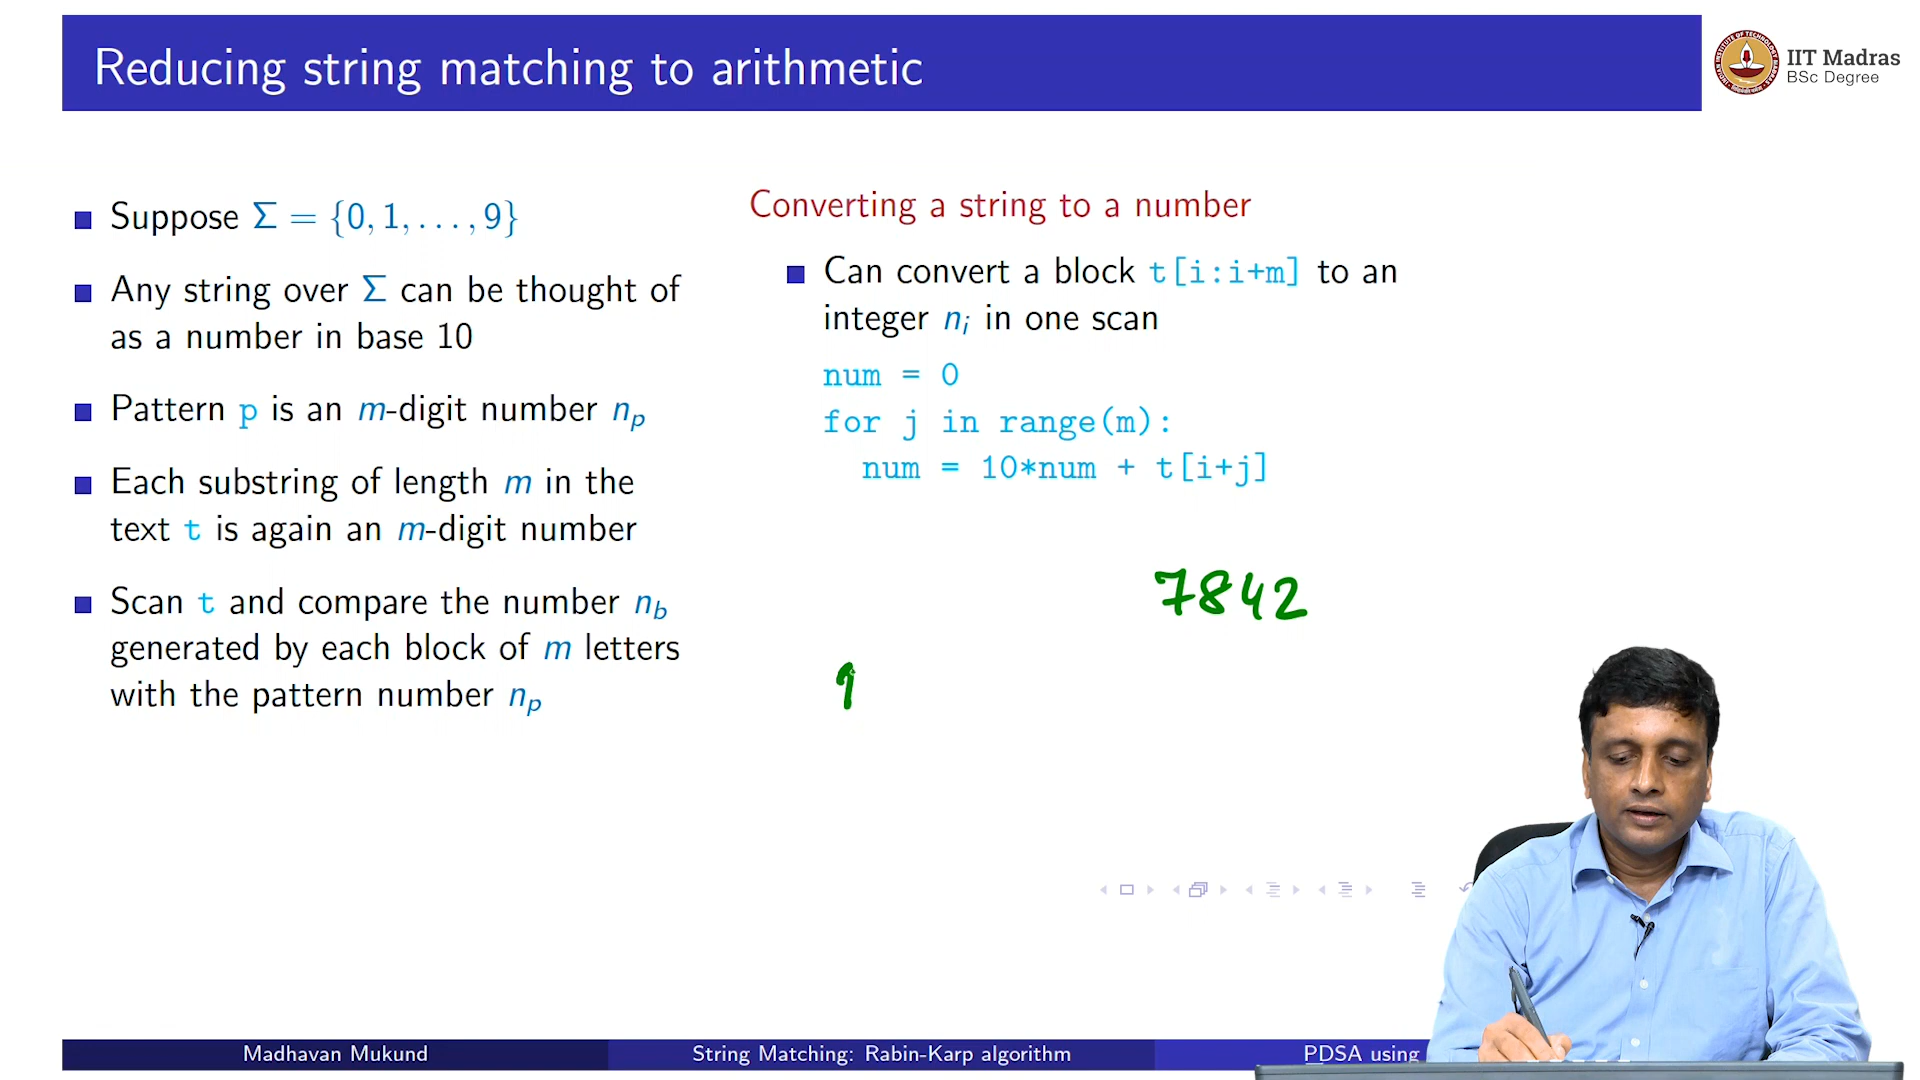 Reducing string matching to arithmetic
IIT Madras
BSc Degree
Suppose Σ = {0, 1, . . . , 9}
Any string over Σ can be thought of
as a number in base 10
Pattern p is an m-digit number nₚ
Each substring of length m in the
text t is again an m-digit number
Scan t and compare the number n_b
generated by each block of m letters
with the pattern number nₚ
Converting a string to a number
Can convert a block t[i:i+m] to an
integer nᵢ in one scan
num = 0
for j in range(m):
num = 10*num + t[i+j]
7842
Madhavan Mukund
String Matching: Rabin-Karp algorithm
PDSA using